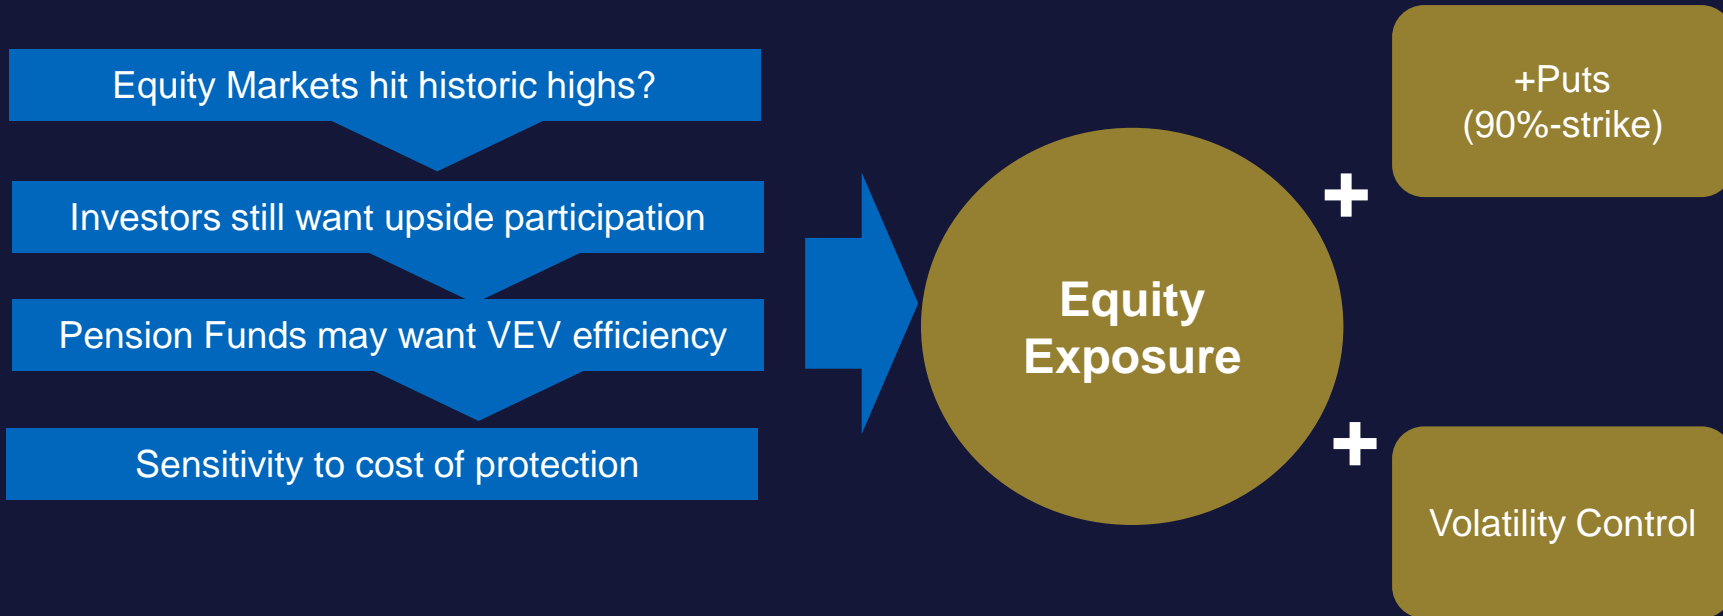 Equity Markets hit historic highs?
Investors still want upside participation
Pension Funds may want VEV efficiency
Sensitivity to cost of protection
Equity
Exposure
+
+Puts
(90%-strike)
+
Volatility Control